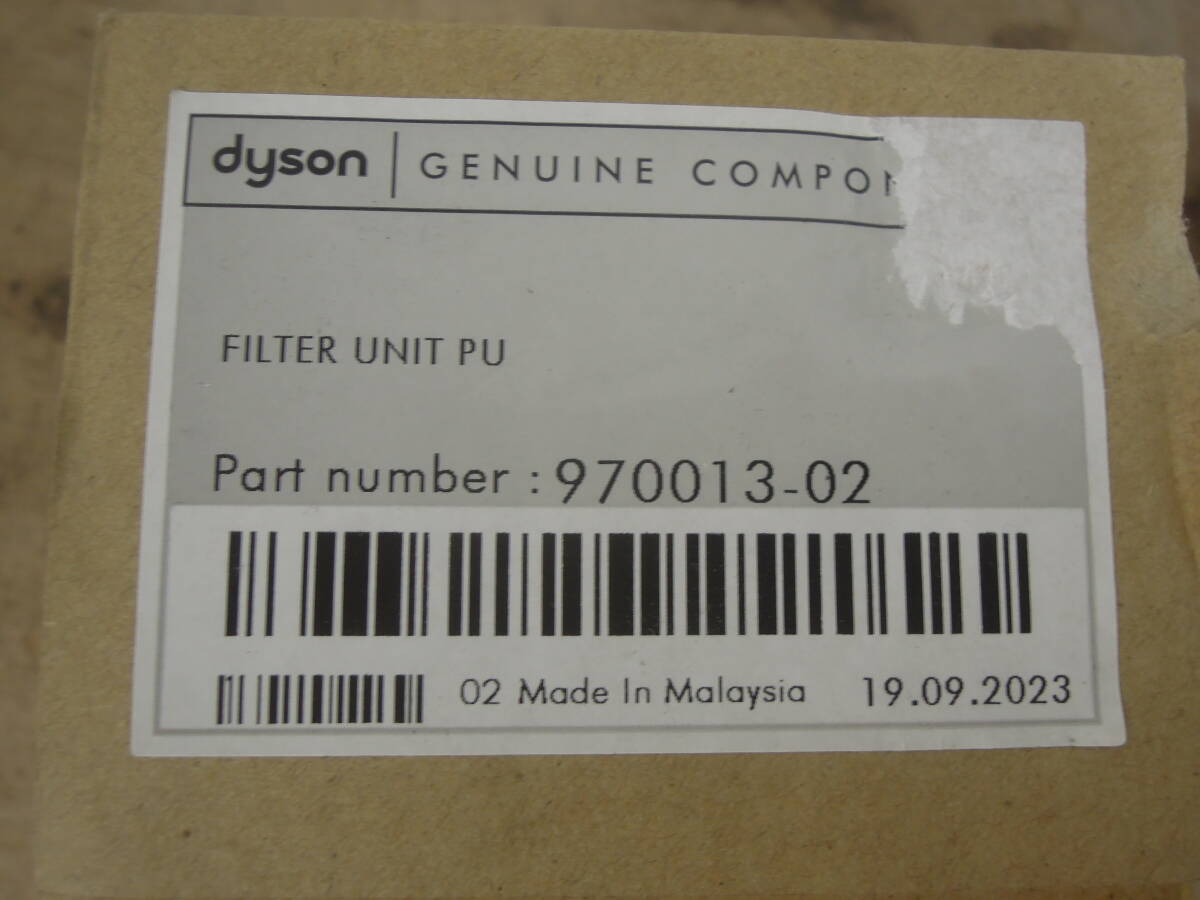 dyson GENUINE COMPON
FILTER UNIT PU
Part number : 970013-02
02 Made In Malaysia 19.09.2023